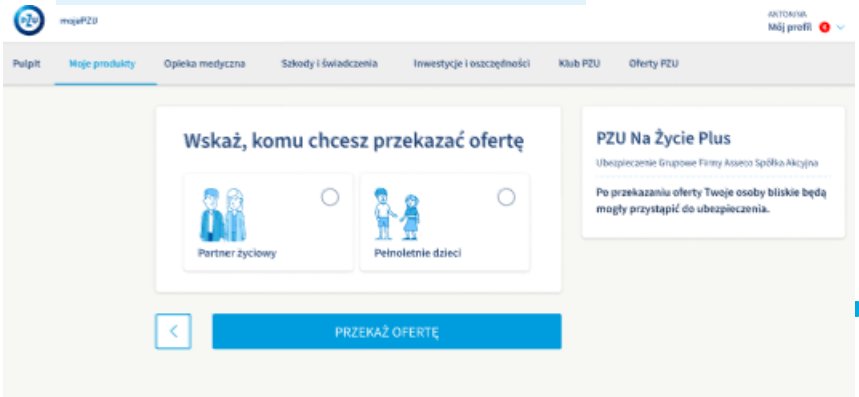 PZU
mojePZU
ANTONINA
Mój profil 4
Pulpit
Moje produkty
Opieka medyczna
Szkody i świadczenia
Inwestycje i oszczędności
Klub PZU
Oferty PZU
Wskaż, komu chcesz przekazać ofertę
Partner życiowy
Pełnoletnie dzieci
PRZEKAŻ OFERTĘ
PZU Na Życie Plus
Ubezpieczenie Grupowe Firmy Asseco Spółka Akcyjna
Po przekazaniu oferty Twoje osoby bliskie będą
mogły przystąpić do ubezpieczenia.